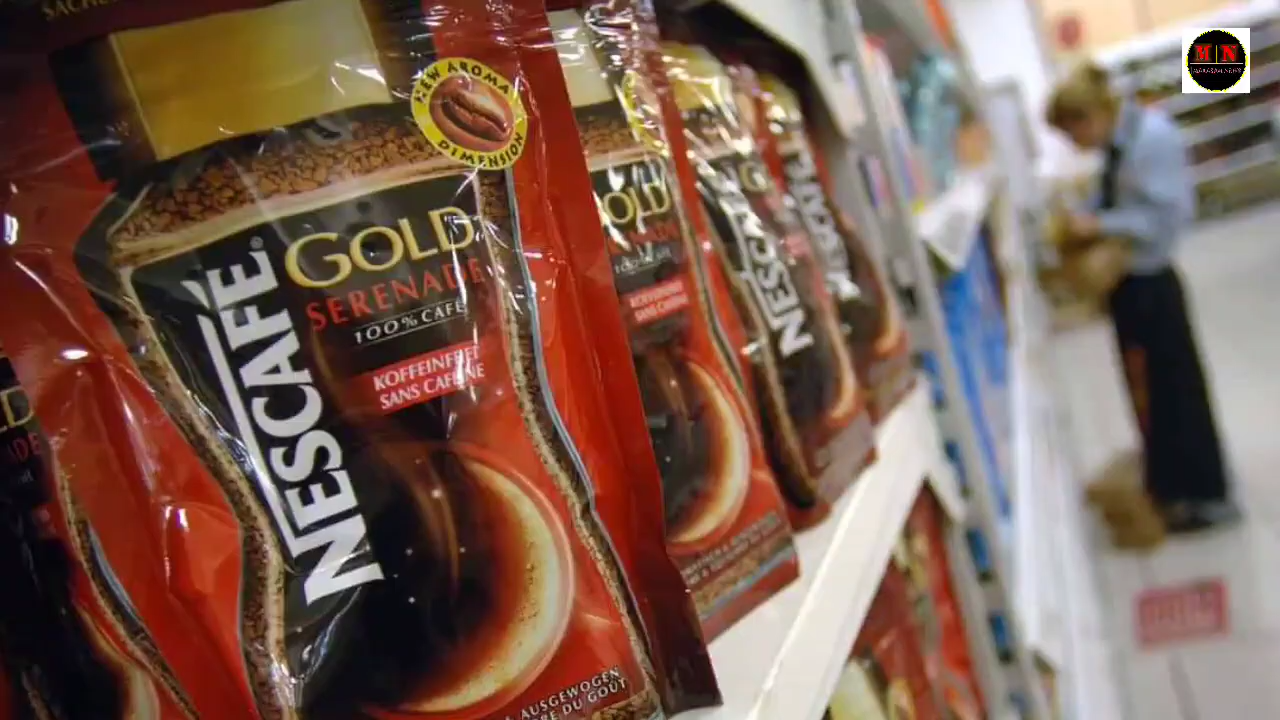 SACHE
NEW AROMA
DIMENSION
NESCAFÉ®
GOLD
SERENADE
100% CAFÉ
KOFFEINFREI
SANS CAFÉINE
AUSGEWOGEN
DU GOÛT
GOLD
KOFFEINFREI
SANS CAFÉINE
NESCAFÉ
NESCAFÉ
M|N